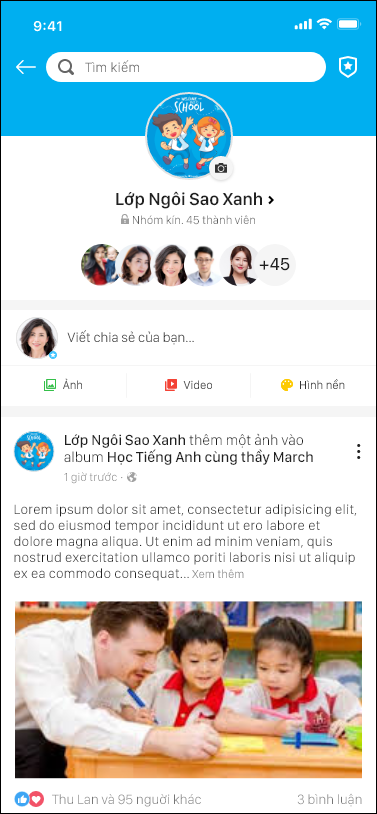 9:41
Tìm kiếm
WELCOME
SCHOOL
Lớp Ngôi Sao Xanh
Nhóm kín. 45 thành viên
+45
Viết chia sẻ của bạn...
Ảnh
Video
Hình nền
Lớp Ngôi Sao Xanh thêm một ảnh vào
album Học Tiếng Anh cùng thầy March
1 giờ trước
Lorem ipsum dolor sit amet, consectetur adipisicing elit,
sed do eiusmod tempor incididunt ut ero labore et
dolore magna aliqua. Ut enim ad minim veniam, quis
nostrud exercitation ullamco poriti laboris nisi ut aliquip
ex ea commodo consequat... Xem thêm
Thu Lan và 95 người khác
3 bình luận